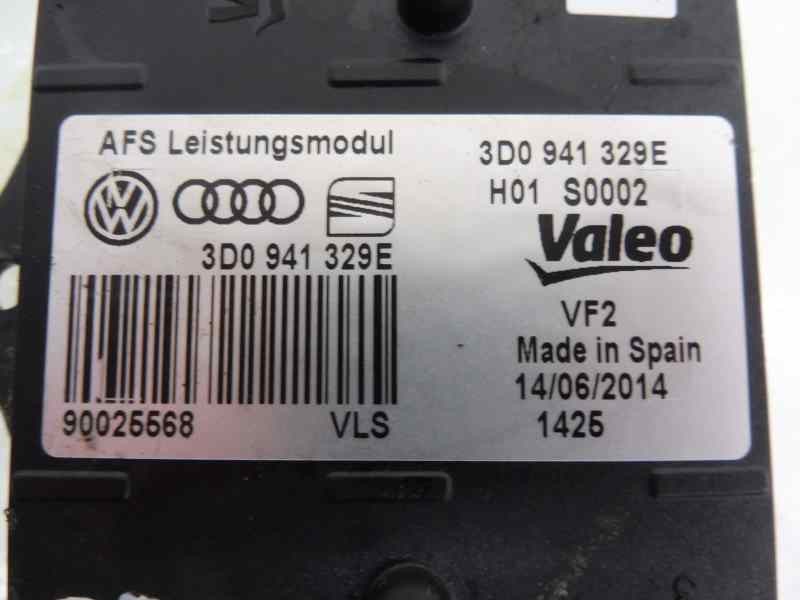 AFS Leistungsmodul
3D0 941 329E
H01 S0002
3D0 941 329E
Valeo
VF2
Made in Spain
14/06/2014
1425
90025568
VLS